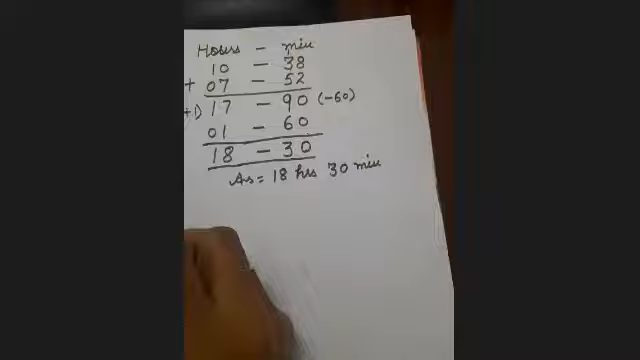 Hours - min
10 - 38
+ 07 - 52
+1) 17 - 90 (-60)
01 - 60
18 - 30
As = 18 hrs 30 min